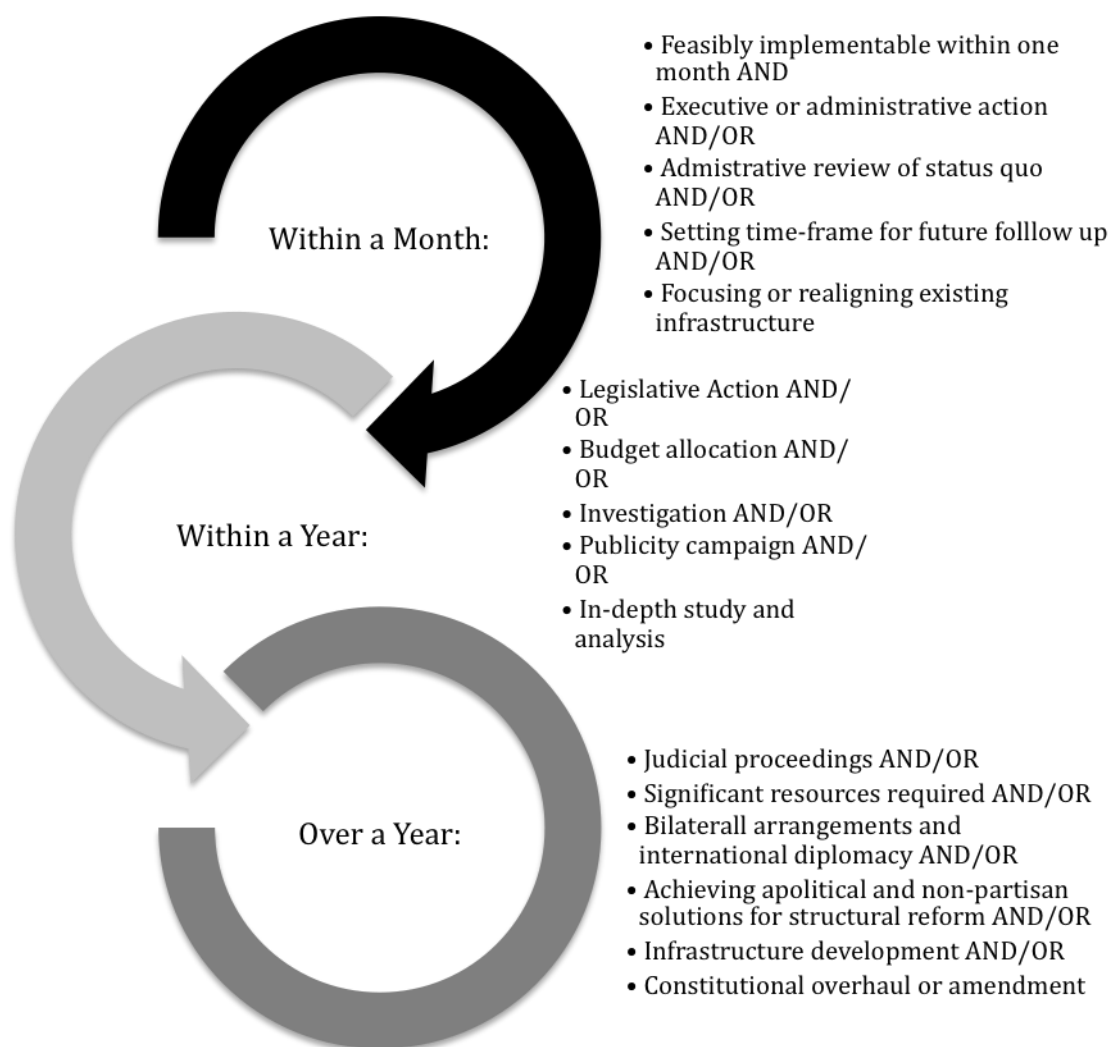 • Feasibly implementable within one
month AND
• Executive or administrative action
AND/OR
• Admistrative review of status quo
AND/OR
• Setting time-frame for future folllow up
AND/OR
• Focusing or realigning existing
infrastructure
Within a Month:
• Legislative Action AND/
OR
• Budget allocation AND/
OR
• Investigation AND/OR
• Publicity campaign AND/
OR
• In-depth study and
analysis
Within a Year:
• Judicial proceedings AND/OR
• Significant resources required AND/OR
• Bilaterall arrangements and
international diplomacy AND/OR
• Achieving apolitical and non-partisan
solutions for structural reform AND/OR
• Infrastructure development AND/OR
• Constitutional overhaul or amendment
Over a Year: